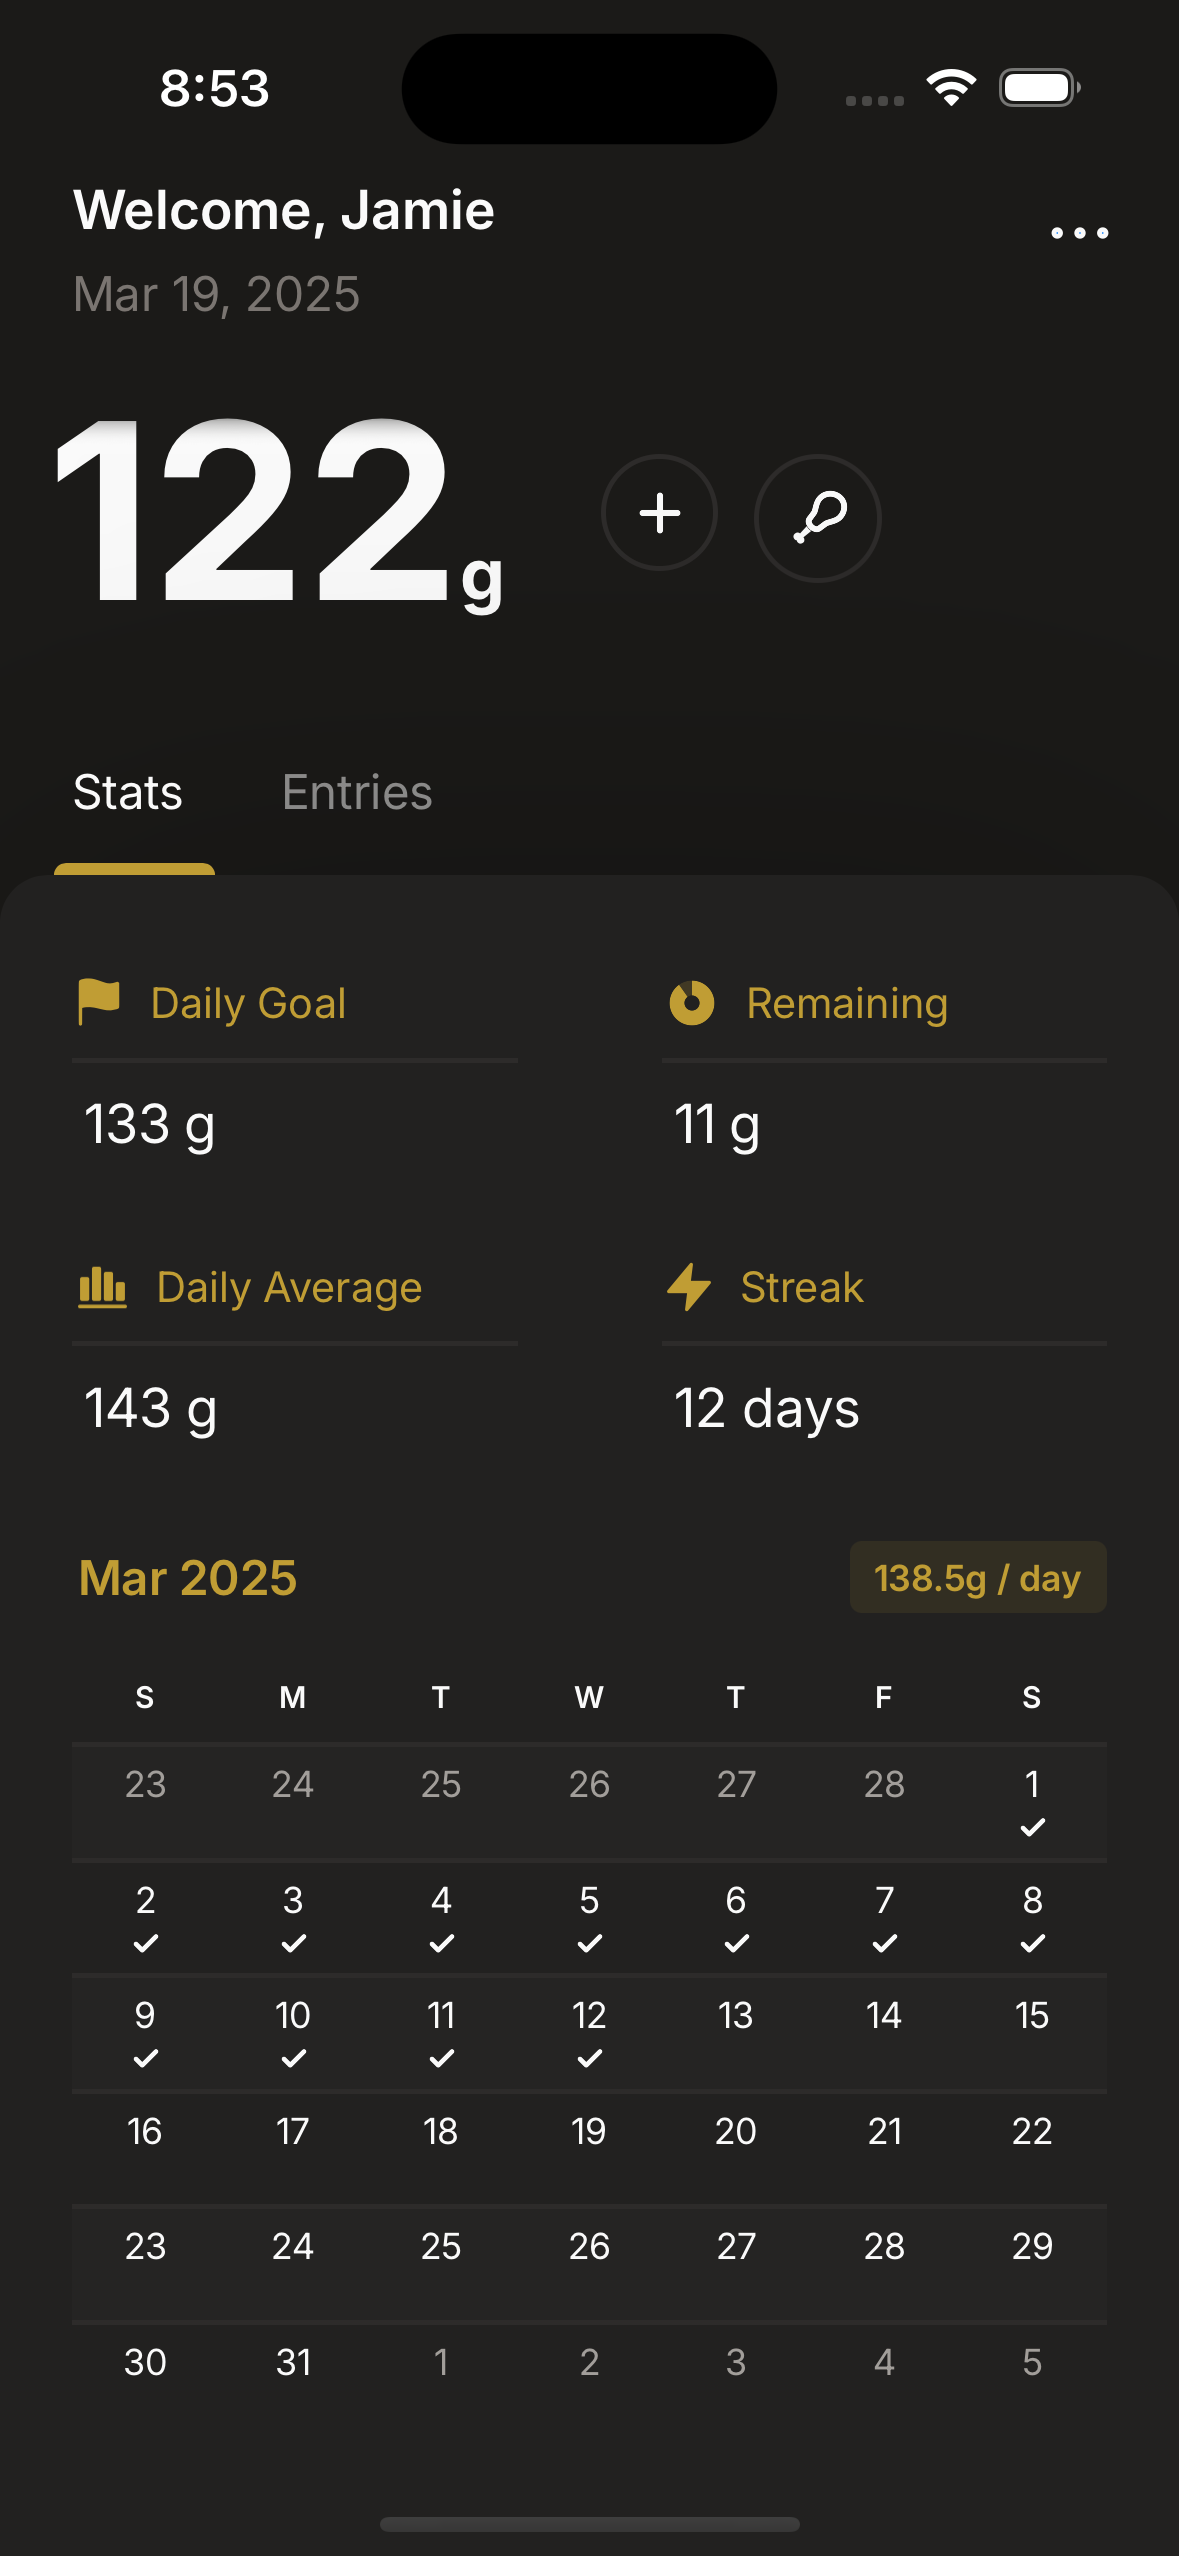 8:53
Welcome, Jamie
Mar 19, 2025
122g
Stats Entries
Daily Goal Remaining
133 g 11 g
Daily Average Streak
143 g 12 days
Mar 2025 138.5g / day
S M T W T F S
23 24 25 26 27 28 1
2 3 4 5 6 7 8
9 10 11 12 13 14 15
16 17 18 19 20 21 22
23 24 25 26 27 28 29
30 31 1 2 3 4 5